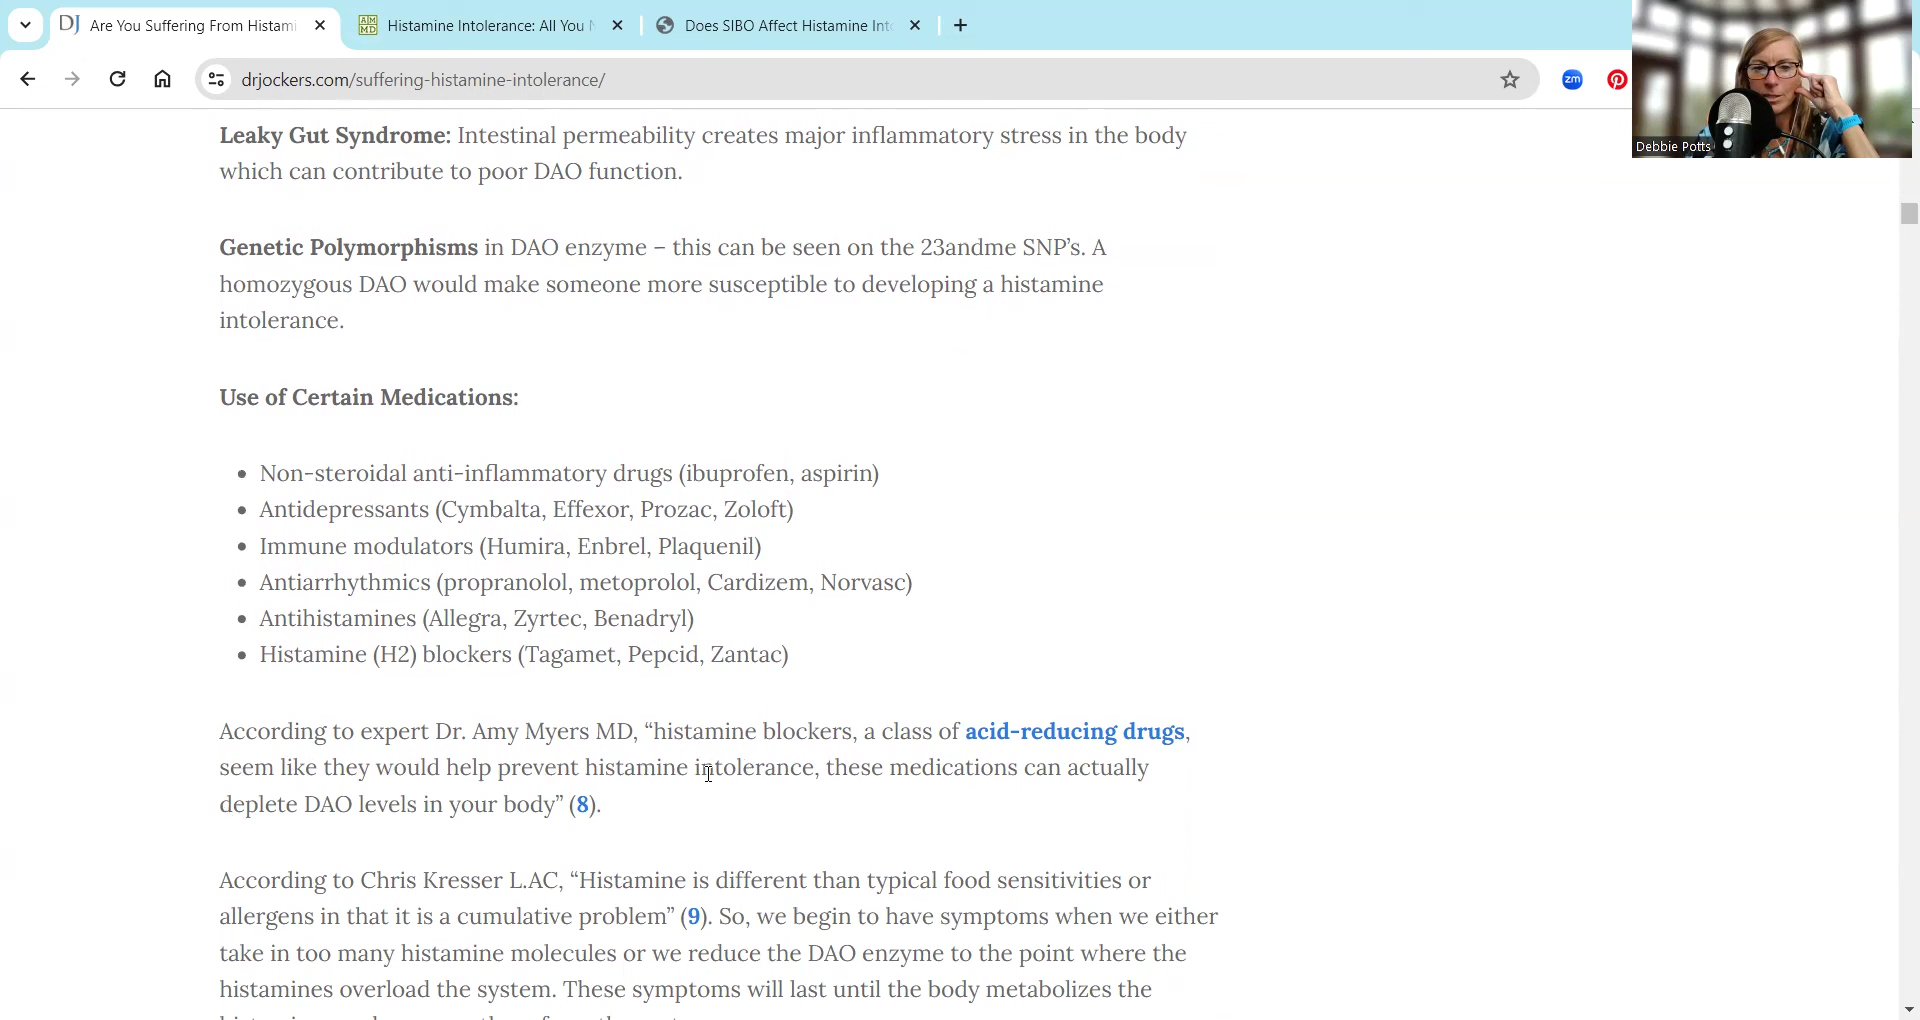 DJ Are You Suffering From Histami
AM MD Histamine Intolerance: All You
Does SIBO Affect Histamine Int
drjockers.com/suffering-histamine-intolerance/
zm
Debbie Potts
Leaky Gut Syndrome: Intestinal permeability creates major inflammatory stress in the body
which can contribute to poor DAO function.
Genetic Polymorphisms in DAO enzyme – this can be seen on the 23andme SNP’s. A
homozygous DAO would make someone more susceptible to developing a histamine
intolerance.
Use of Certain Medications:
• Non-steroidal anti-inflammatory drugs (ibuprofen, aspirin)
• Antidepressants (Cymbalta, Effexor, Prozac, Zoloft)
• Immune modulators (Humira, Enbrel, Plaquenil)
• Antiarrhythmics (propranolol, metoprolol, Cardizem, Norvasc)
• Antihistamines (Allegra, Zyrtec, Benadryl)
• Histamine (H2) blockers (Tagamet, Pepcid, Zantac)
According to expert Dr. Amy Myers MD, “histamine blockers, a class of acid-reducing drugs,
seem like they would help prevent histamine intolerance, these medications can actually
deplete DAO levels in your body” (8).
According to Chris Kresser L.AC, “Histamine is different than typical food sensitivities or
allergens in that it is a cumulative problem” (9). So, we begin to have symptoms when we either
take in too many histamine molecules or we reduce the DAO enzyme to the point where the
histamines overload the system. These symptoms will last until the body metabolizes the